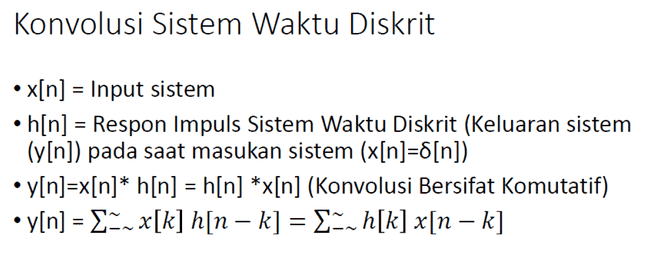 Konvolusi Sistem Waktu Diskrit
• x[n] = Input sistem
• h[n] = Respon Impuls Sistem Waktu Diskrit (Keluaran sistem
(y[n]) pada saat masukan sistem (x[n]=δ[n])
• y[n]=x[n]* h[n] = h[n] *x[n] (Konvolusi Bersifat Komutatif)
• y[n] = ∑_{−~}^{~} x[k] h[n − k] = ∑_{−~}^{~} h[k] x[n − k]